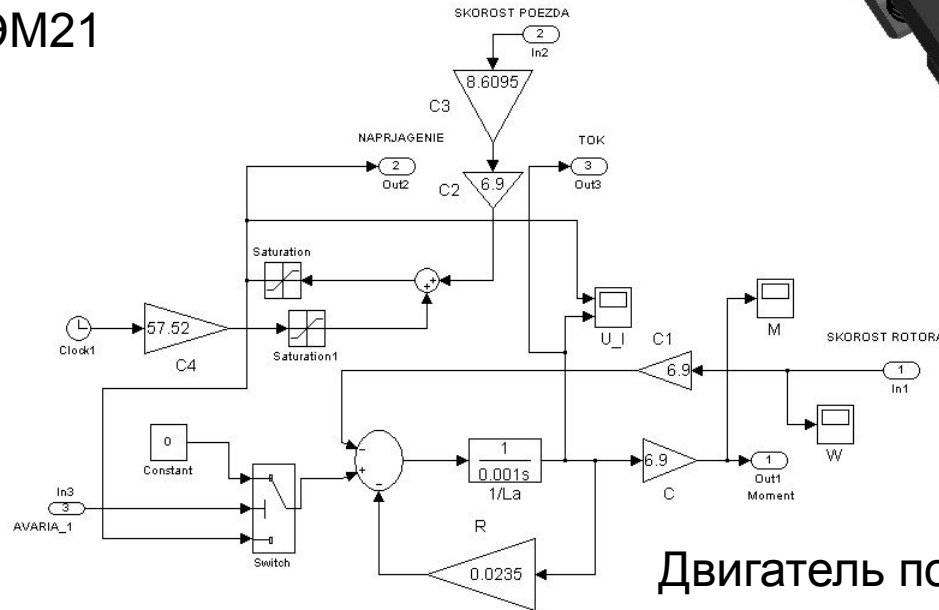 ЭМ21
SKOROST POEZDA
2
In2
8.6095
C3
NAPRJAGENIE
2
Out2
TOK
3
Out3
C2
6.9
Saturation
+
+
Clock1
57.52
C4
Saturation1
U_I
C1
6.9
M
SKOROST ROTORA
1
In1
W
0
Constant
In3
3
AVARIA_1
Switch
−
+
−
1
0.001s
1/La
6.9
C
1
Out1
Moment
R
0.0235
Двигатель по